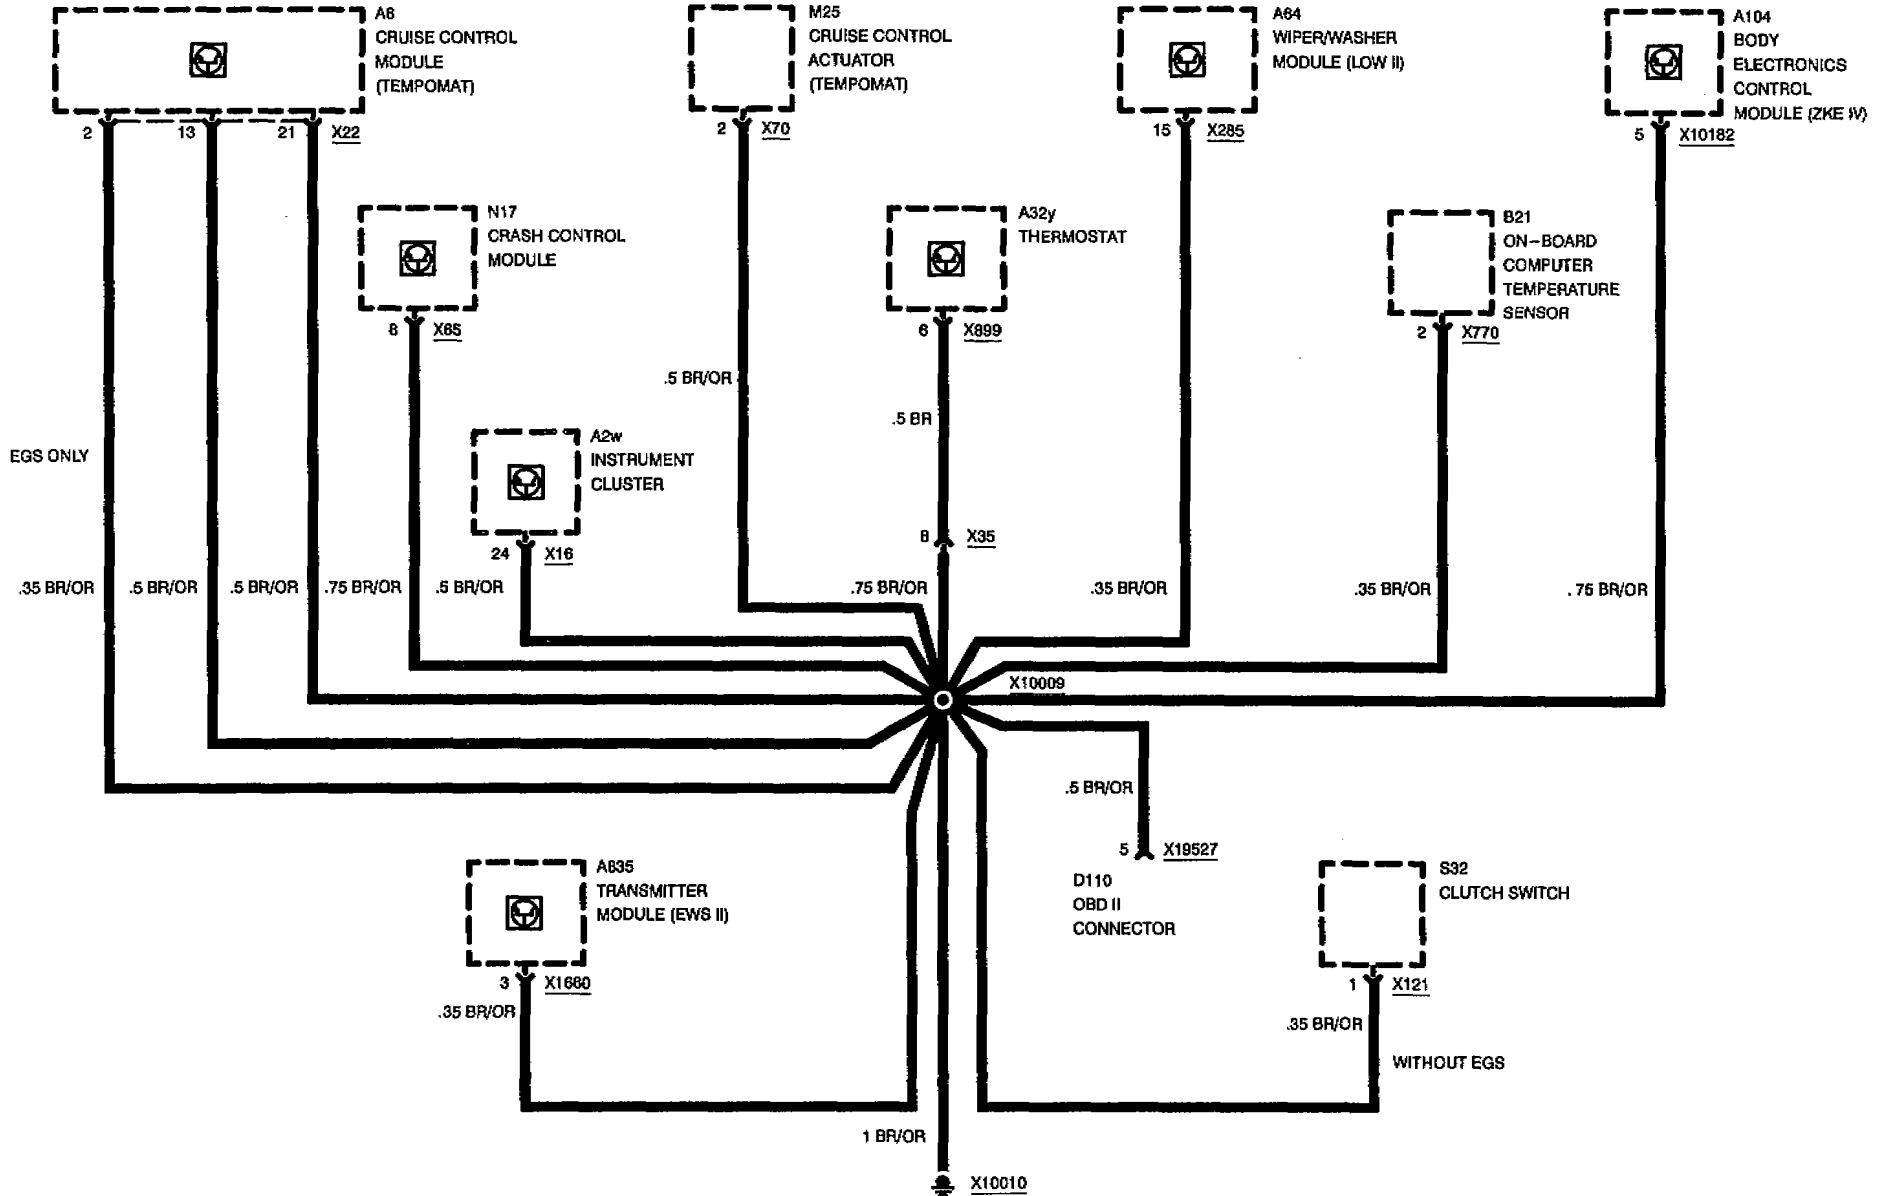 A6
CRUISE CONTROL
MODULE
(TEMPOMAT)
2
13
21
X22
M25
CRUISE CONTROL
ACTUATOR
(TEMPOMAT)
2
X70
A64
WIPER/WASHER
MODULE (LOW II)
15
X285
A104
BODY
ELECTRONICS
CONTROL
MODULE (ZKE IV)
5
X10182
N17
CRASH CONTROL
MODULE
8
X65
A32y
THERMOSTAT
6
X899
B21
ON-BOARD
COMPUTER
TEMPERATURE
SENSOR
2
X770
.5 BR/OR
.5 BR
EGS ONLY
A2w
INSTRUMENT
CLUSTER
24
X16
8
X35
.35 BR/OR
.5 BR/OR
.5 BR/OR
.75 BR/OR
.5 BR/OR
.75 BR/OR
.35 BR/OR
.35 BR/OR
.75 BR/OR
X10009
.5 BR/OR
5
X19527
D110
OBD II
CONNECTOR
A835
TRANSMITTER
MODULE (EWS II)
3
X1660
.35 BR/OR
S32
CLUTCH SWITCH
1
X121
.35 BR/OR
WITHOUT EGS
1 BR/OR
X10010